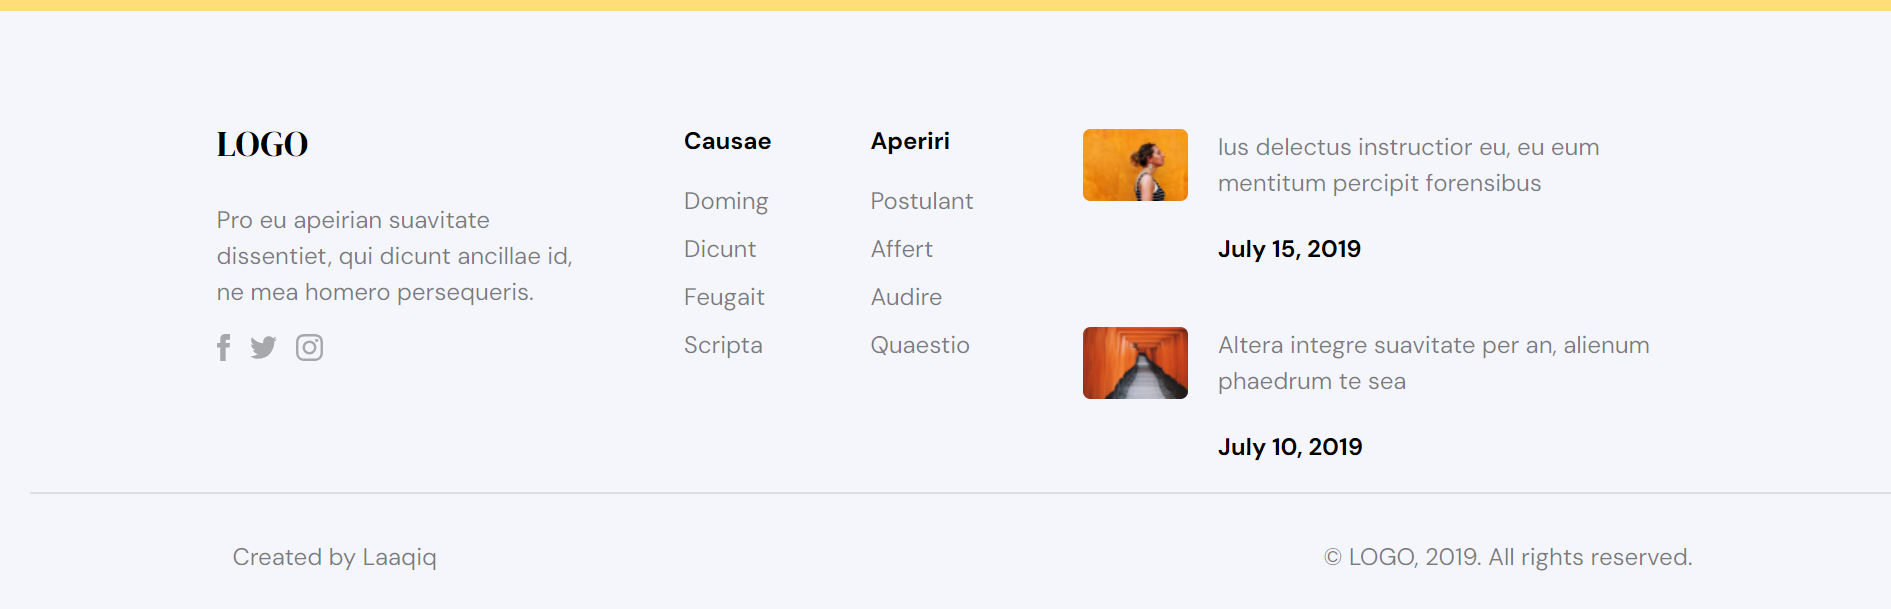 LOGO
Pro eu apeirian suavitate
dissentiet, qui dicunt ancillae id,
ne mea homero persequeris.
Causae
Doming
Dicunt
Feugait
Scripta
Aperiri
Postulant
Affert
Audire
Quaestio
Ius delectus instructior eu, eu eum
mentitum percipit forensibus
July 15, 2019
Altera integre suavitate per an, alienum
phaedrum te sea
July 10, 2019
Created by Laaqiq
© LOGO, 2019. All rights reserved.